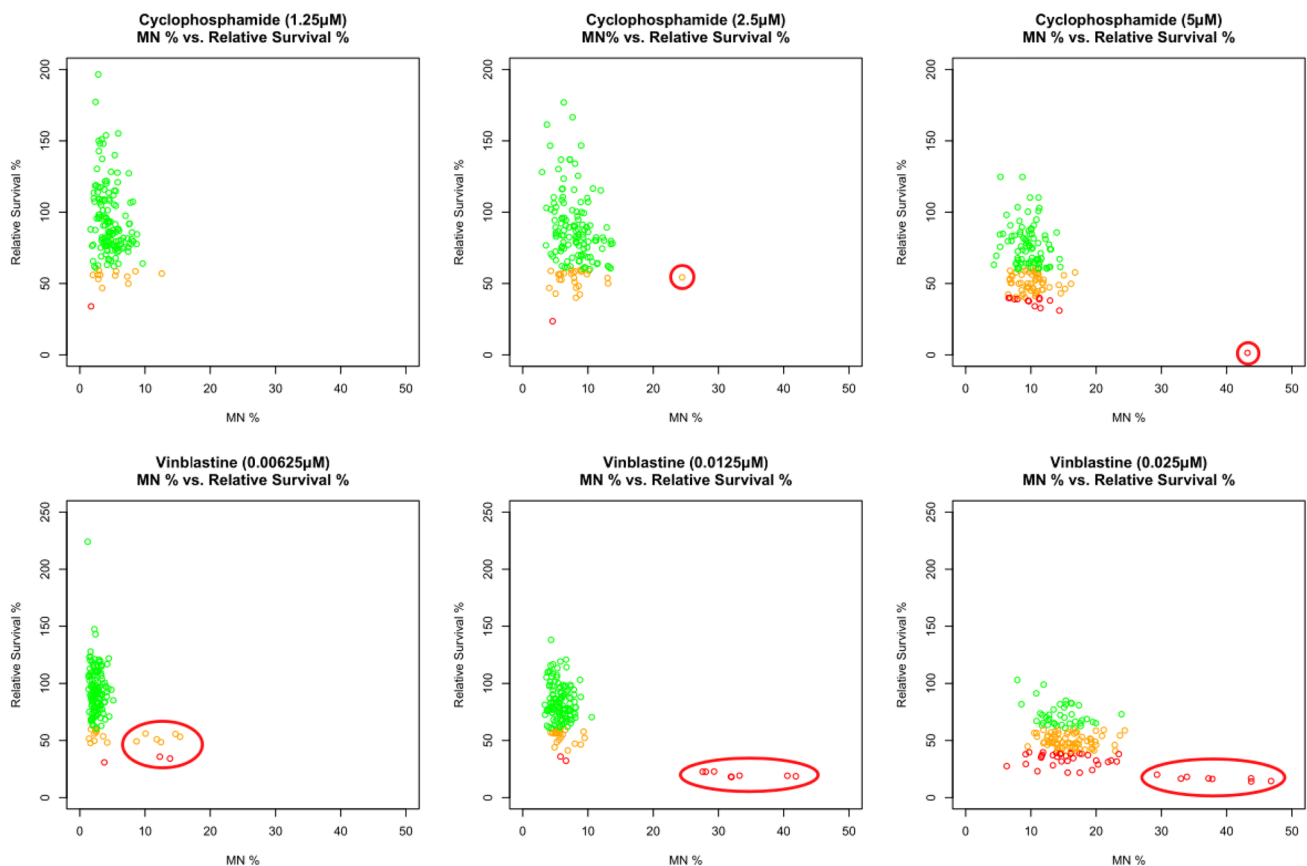 Cyclophosphamide (1.25µM)
MN % vs. Relative Survival %
200
150
100
50
0
Relative Survival %
0 10 20 30 40 50
MN %
Cyclophosphamide (2.5µM)
MN% vs. Relative Survival %
200
150
100
50
0
Relative Survival %
0 10 20 30 40 50
MN %
Cyclophosphamide (5µM)
MN % vs. Relative Survival %
200
150
100
50
0
Relative Survival %
0 10 20 30 40 50
MN %
Vinblastine (0.00625µM)
MN % vs. Relative Survival %
250
200
150
100
50
0
Relative Survival %
0 10 20 30 40 50
MN %
Vinblastine (0.0125µM)
MN % vs. Relative Survival %
250
200
150
100
50
0
Relative Survival %
0 10 20 30 40 50
MN %
Vinblastine (0.025µM)
MN % vs. Relative Survival %
250
200
150
100
50
0
Relative Survival %
0 10 20 30 40 50
MN %